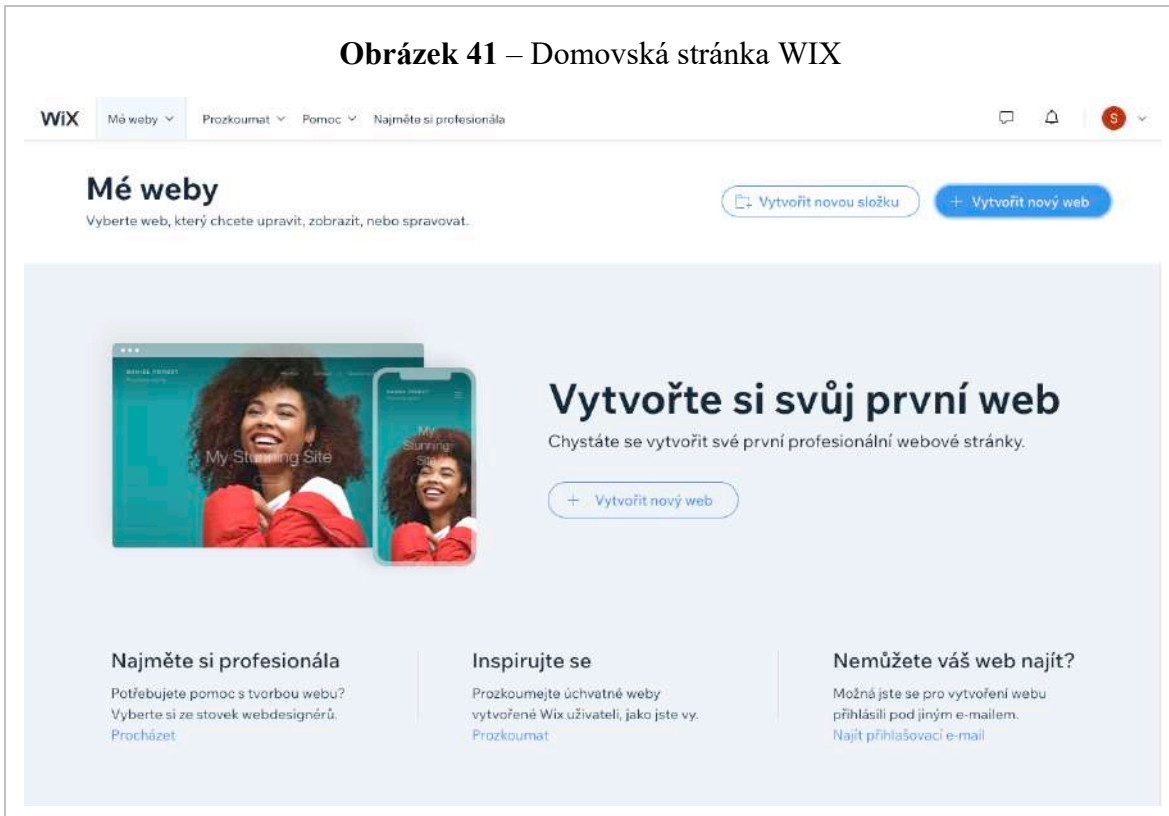 Obrázek 41 – Domovská stránka WIX
WiX Mé weby Prozkoumat Pomoc Najměte si profesionála S
Mé weby
Vyberte web, který chcete upravit, zobrazit, nebo spravovat.
Vytvořit novou složku
+ Vytvořit nový web
My Stunning Site
My
Stunning
Site
Vytvořte si svůj první web
Chystáte se vytvořit své první profesionální webové stránky.
+ Vytvořit nový web
Najměte si profesionála
Potřebujete pomoc s tvorbou webu?
Vyberte si ze stovek webdesignérů.
Procházet
Inspirujte se
Prozkoumejte úchvatné weby
vytvořené Wix uživateli, jako jste vy.
Prozkoumat
Nemůžete váš web najít?
Možná jste se pro vytvoření webu
přihlásili pod jiným e-mailem.
Najít přihlašovací e-mail